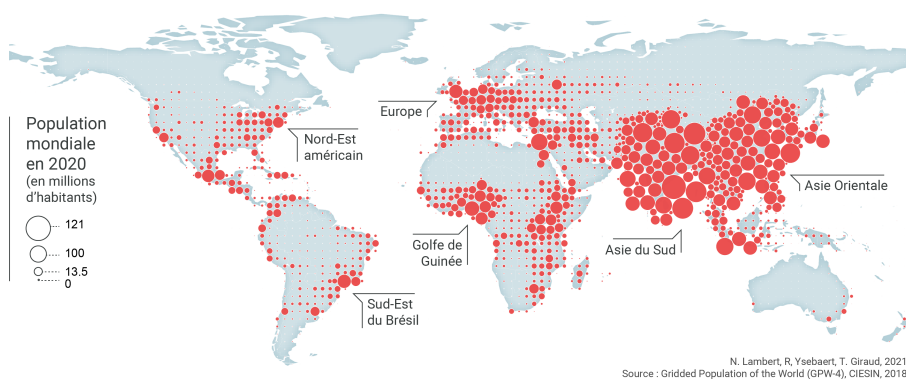 Population
mondiale
en 2020
(en millions
d'habitants)
121
100
13.5
0
Nord-Est
américain
Europe
Golfe de
Guinée
Sud-Est
du Brésil
Asie du Sud
Asie Orientale
N. Lambert, R, Ysebaert, T. Giraud, 2021
Source : Gridded Population of the World (GPW-4), CIESIN, 2018